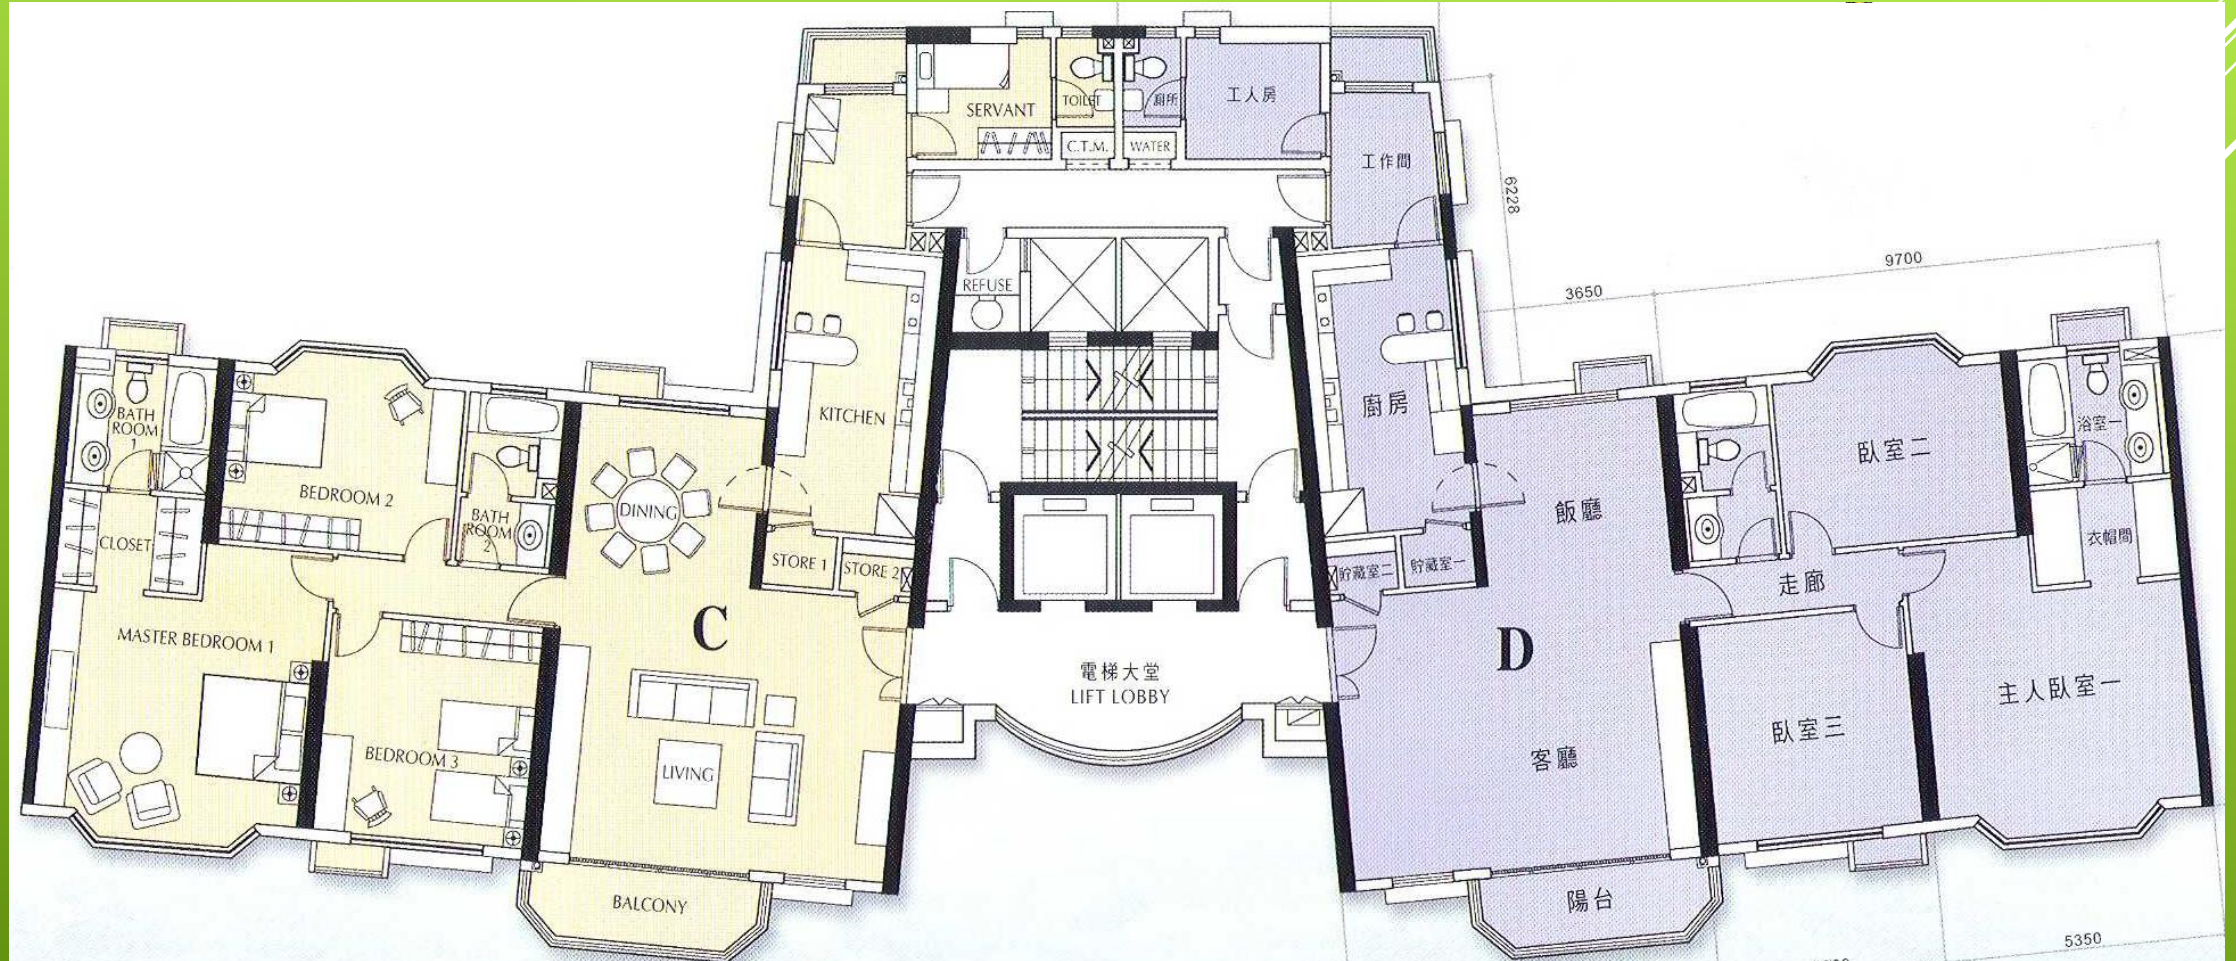 SERVANT
TOILET
廁所
工人房
C.T.M.
WATER
工作間
6228
9700
3650
REFUSE
KITCHEN
廚房
BATH
ROOM
1
BEDROOM 2
BATH
ROOM
2
CLOSET
DINING
STORE 1
STORE 2
貯藏室二
貯藏室一
飯廳
臥室二
浴室一
衣帽間
走廊
MASTER BEDROOM 1
C
D
電梯大堂
LIFT LOBBY
主人臥室一
BEDROOM 3
LIVING
客廳
臥室三
BALCONY
陽台
5350